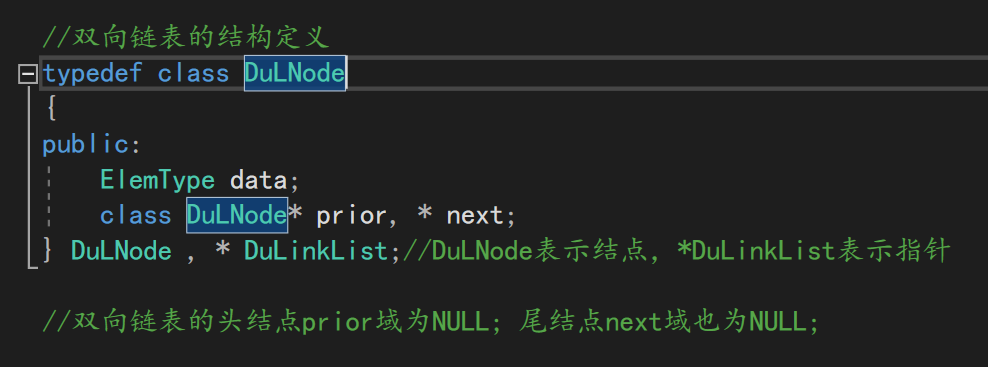 //双向链表的结构定义
typedef class DuLNode
{
public:
    ElemType data;
    class DuLNode* prior, * next;
} DuLNode , * DuLinkList;//DuLNode表示结点，*DuLinkList表示指针
//双向链表的头结点prior域为NULL；尾结点next域也为NULL；